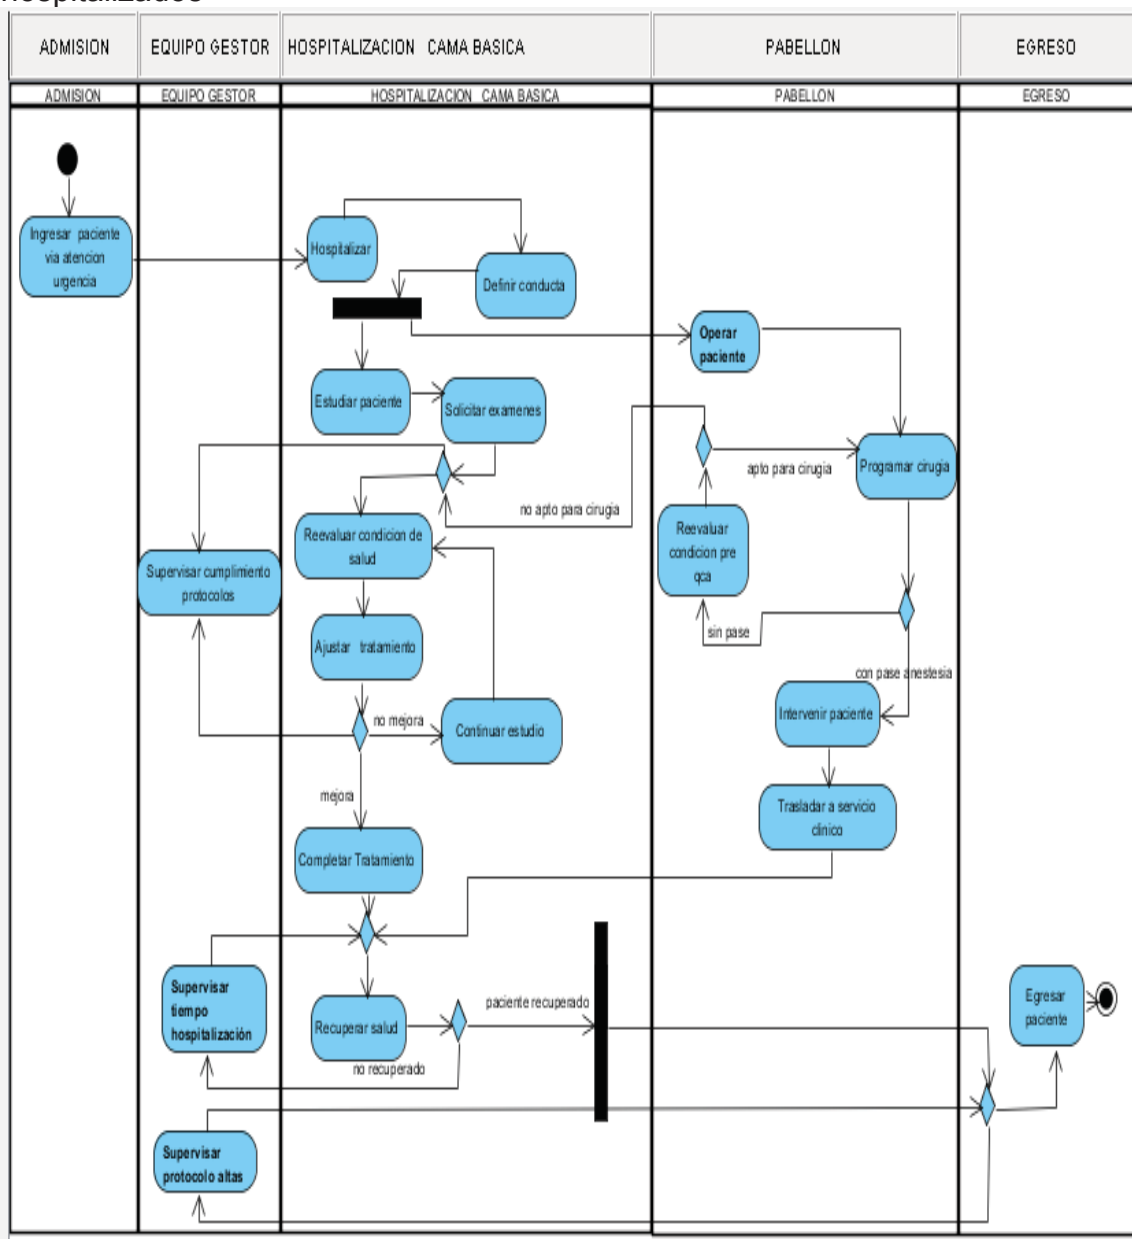 hospitalizados
ADMISION
EQUIPO GESTOR
HOSPITALIZACION CAMA BASICA
PABELLON
EGRESO
ADMISION
EQUIPO GESTOR
HOSPITALIZACION CAMA BASICA
PABELLON
EGRESO
Ingresar paciente
via atencion
urgencia
Hospitalizar
Definir conducta
Operar
paciente
Estudiar paciente
Solicitar examenes
apto para cirugia
Programar cirugia
no apto para cirugia
Reevaluar condicion de
salud
Reevaluar
condicion pre
qca
Supervisar cumplimiento
protocolos
Ajustar tratamiento
sin pase
con pase anestesia
no mejora
Continuar estudio
Intervenir paciente
mejora
Trasladar a servicio
clinico
Completar Tratamiento
Supervisar
tiempo
hospitalización
Recuperar salud
paciente recuperado
no recuperado
Egresar
paciente
Supervisar
protocolo altas